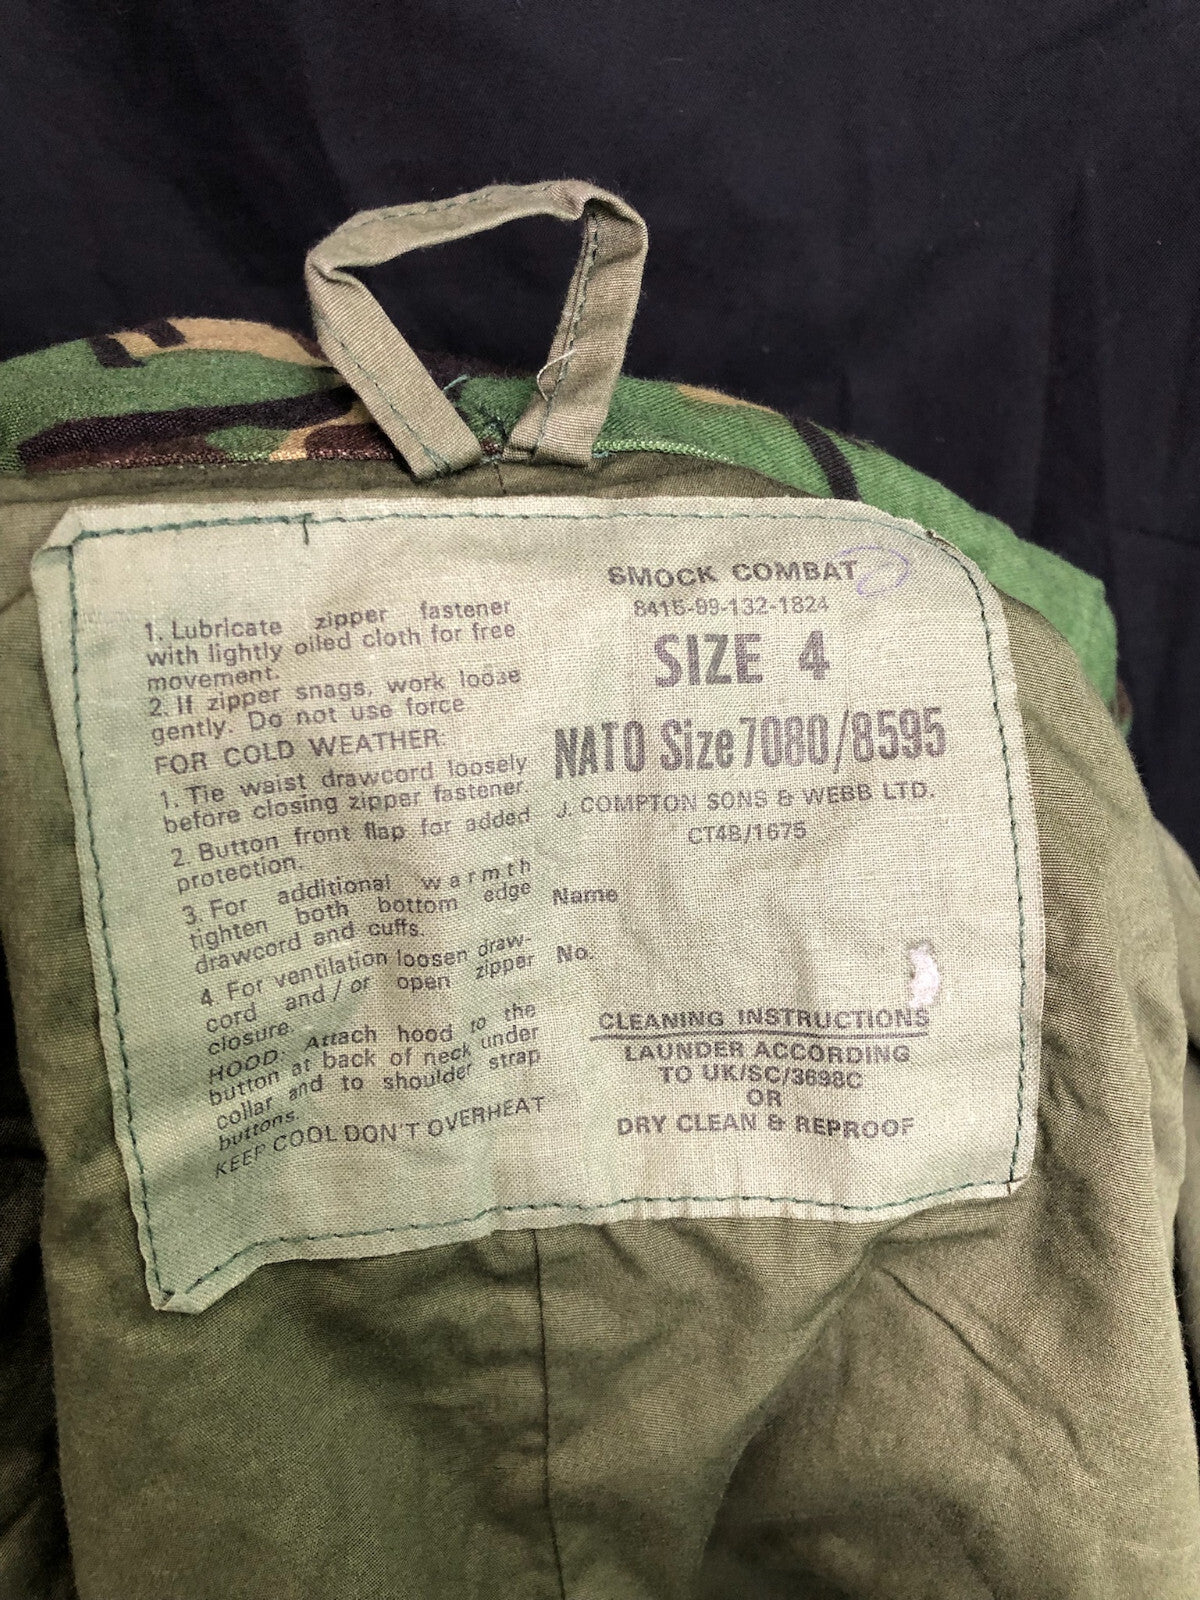 1. Lubricate zipper fastener
with lightly oiled cloth for free
movement.
2. If zipper snags, work loose
gently. Do not use force
FOR COLD WEATHER.
1. Tie waist drawcord loosely
before closing zipper fastener.
2. Button front flap for added
protection.
3. For additional warmth
tighten both bottom edge
drawcord and cuffs.
4. For ventilation loosen draw-
cord and/or open zipper
closure.
HOOD: Attach hood to the
button at back of neck under
collar and to shoulder strap
buttons.
KEEP COOL DON'T OVERHEAT
SMOCK COMBAT
8415-99-132-1824
SIZE 4
NATO Size 7080/8595
J. COMPTON SONS & WEBB LTD.
CT4B/1675
Name
No.
CLEANING INSTRUCTIONS
LAUNDER ACCORDING
TO UK/SC/3698C
OR
DRY CLEAN & REPROOF